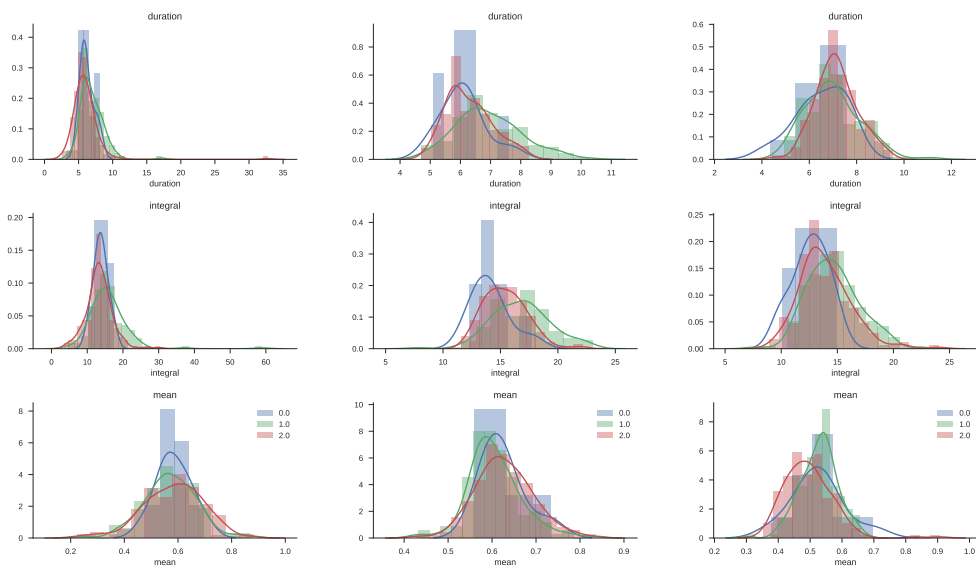 duration duration duration
0.4
0.3
0.2
0.1
0.0
0 5 10 15 20 25 30 35
duration
0.8
0.6
0.4
0.2
0.0
4 5 6 7 8 9 10 11
duration
0.6
0.5
0.4
0.3
0.2
0.1
0.0
2 4 6 8 10 12
duration
integral integral integral
0.20
0.15
0.10
0.05
0.00
0 10 20 30 40 50 60
integral
0.4
0.3
0.2
0.1
0.0
5 10 15 20 25
integral
0.25
0.20
0.15
0.10
0.05
0.00
5 10 15 20 25
integral
mean mean mean
8
6
4
2
0
0.2 0.4 0.6 0.8 1.0
mean
0.0
1.0
2.0
10
8
6
4
2
0
0.4 0.5 0.6 0.7 0.8 0.9
mean
0.0
1.0
2.0
8
6
4
2
0
0.2 0.3 0.4 0.5 0.6 0.7 0.8 0.9 1.0
mean
0.0
1.0
2.0